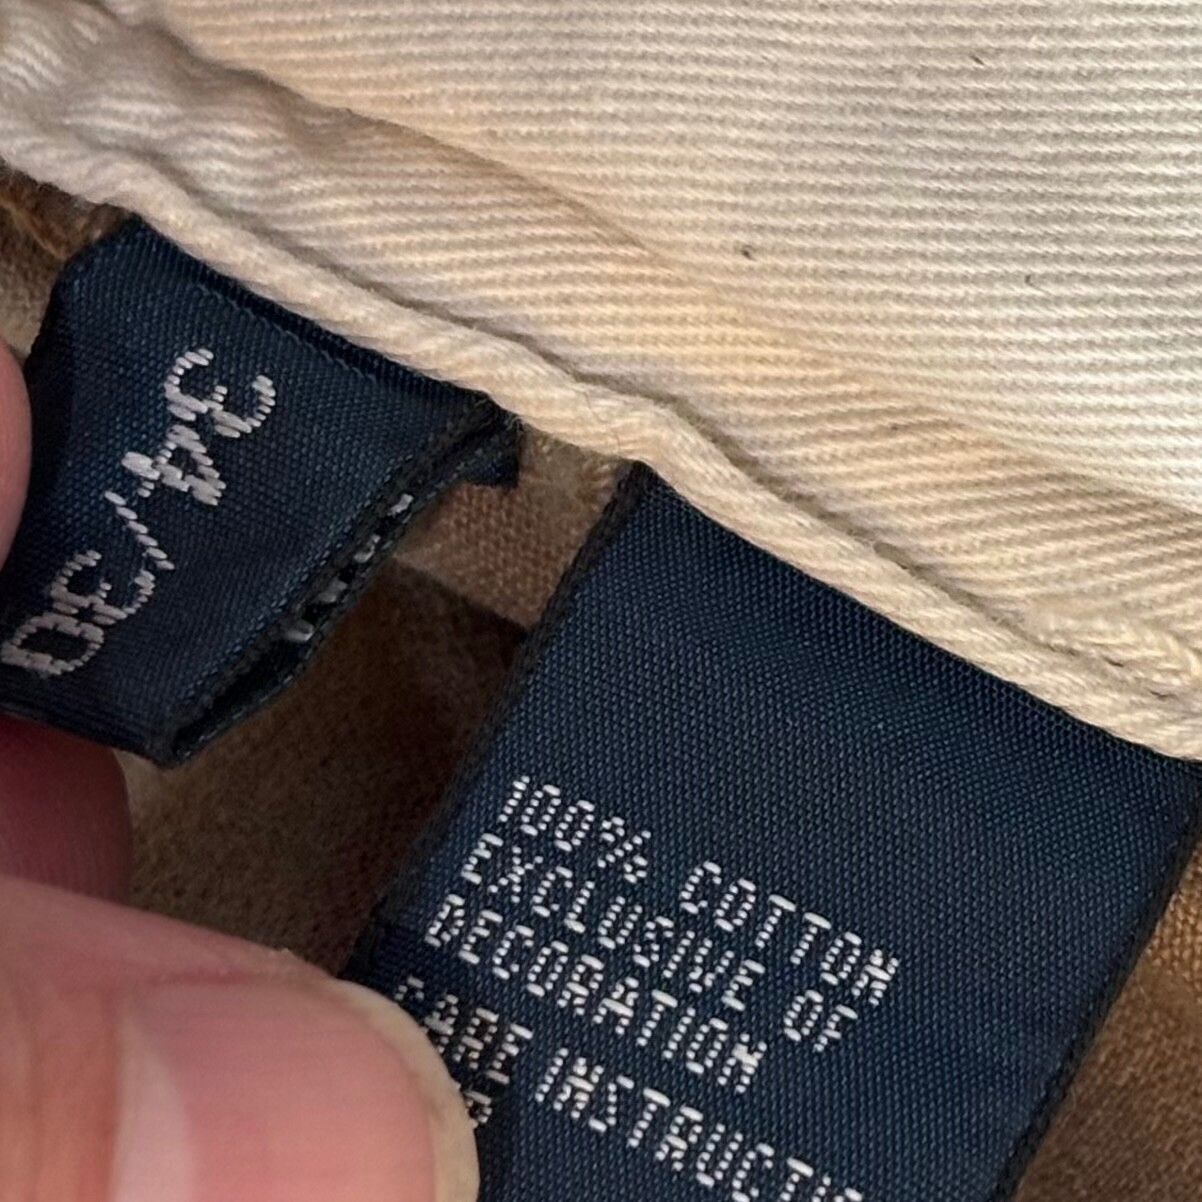 34/30
100% COTTON
EXCLUSIVE OF
DECORATION
CARE INSTRUCTI